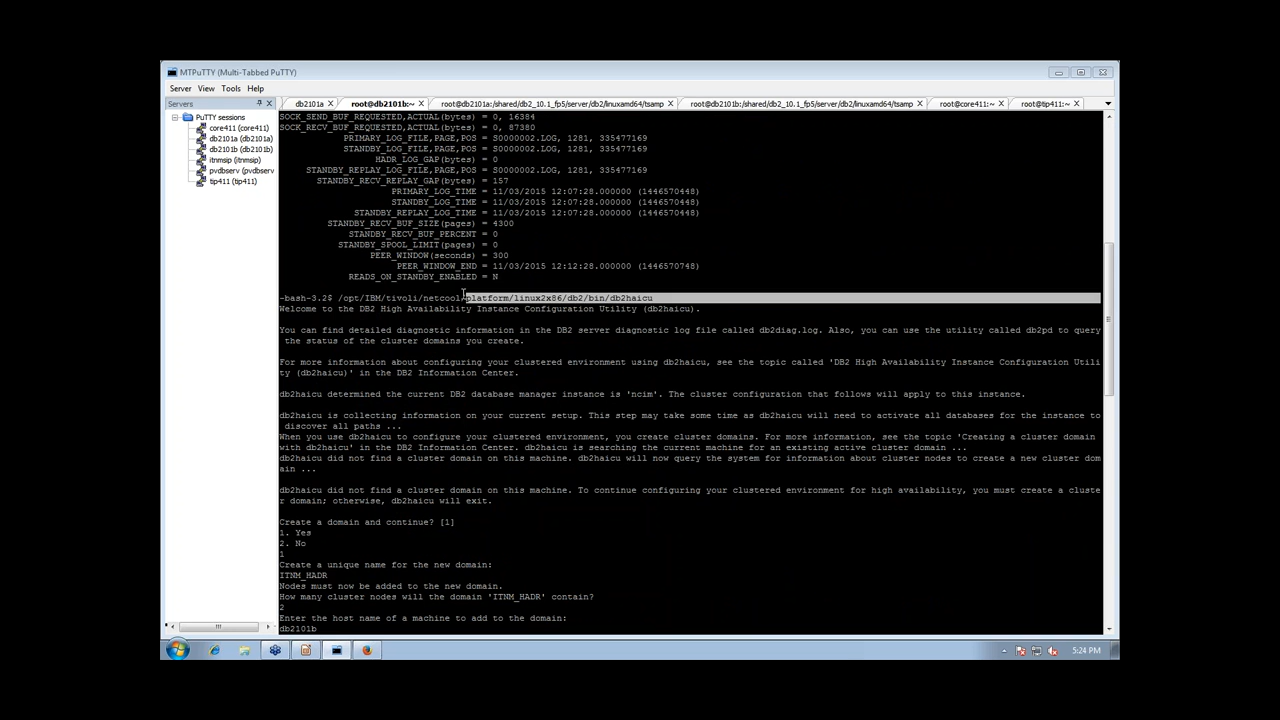 MTPuTTY (Multi-Tabbed PuTTY)
Server View Tools Help
Servers
PuTTY sessions
core411 (core411)
db2101a (db2101a)
db2101b (db2101b)
itnmsip (itnmsip)
pvdbserv (pvdbserv
tip411 (tip411)
db2101a
root@db2101b:~
root@db2101a:/shared/db2_10.1_fp5/server/db2/linuxamd64/tsamp
root@db2101b:/shared/db2_10.1_fp5/server/db2/linuxamd64/tsamp
root@core411:~
root@tip411:~
SOCK_SEND_BUF_REQUESTED,ACTUAL(bytes) = 0, 16384
SOCK_RECV_BUF_REQUESTED,ACTUAL(bytes) = 0, 87380
PRIMARY_LOG_FILE,PAGE,POS = S0000002.LOG, 1281, 335477169
STANDBY_LOG_FILE,PAGE,POS = S0000002.LOG, 1281, 335477169
HADR_LOG_GAP(bytes) = 0
STANDBY_REPLAY_LOG_FILE,PAGE,POS = S0000002.LOG, 1281, 335477169
STANDBY_RECV_REPLAY_GAP(bytes) = 157
PRIMARY_LOG_TIME = 11/03/2015 12:07:28.000000 (1446570448)
STANDBY_LOG_TIME = 11/03/2015 12:07:28.000000 (1446570448)
STANDBY_REPLAY_LOG_TIME = 11/03/2015 12:07:28.000000 (1446570448)
STANDBY_RECV_BUF_SIZE(pages) = 4300
STANDBY_RECV_BUF_PERCENT = 0
STANDBY_SPOOL_LIMIT(pages) = 0
PEER_WINDOW(seconds) = 300
PEER_WINDOW_END = 11/03/2015 12:12:28.000000 (1446570748)
READS_ON_STANDBY_ENABLED = N
-bash-3.2$ /opt/IBM/tivoli/netcool/platform/linux2x86/db2/bin/db2haicu
Welcome to the DB2 High Availability Instance Configuration Utility (db2haicu).
You can find detailed diagnostic information in the DB2 server diagnostic log file called db2diag.log. Also, you can use the utility called db2pd to query
the status of the cluster domains you create.
For more information about configuring your clustered environment using db2haicu, see the topic called 'DB2 High Availability Instance Configuration Utili
ty (db2haicu)' in the DB2 Information Center.
db2haicu determined the current DB2 database manager instance is 'ncim'. The cluster configuration that follows will apply to this instance.
db2haicu is collecting information on your current setup. This step may take some time as db2haicu will need to activate all databases for the instance to
discover all paths ...
When you use db2haicu to configure your clustered environment, you create cluster domains. For more information, see the topic 'Creating a cluster domain
with db2haicu' in the DB2 Information Center. db2haicu is searching the current machine for an existing active cluster domain ...
db2haicu did not find a cluster domain on this machine. db2haicu will now query the system for information about cluster nodes to create a new cluster dom
ain ...
db2haicu did not find a cluster domain on this machine. To continue configuring your clustered environment for high availability, you must create a cluste
r domain; otherwise, db2haicu will exit.
Create a domain and continue? [1]
1. Yes
2. No
1
Create a unique name for the new domain:
ITNM_HADR
Nodes must now be added to the new domain.
How many cluster nodes will the domain 'ITNM_HADR' contain?
2
Enter the host name of a machine to add to the domain:
db2101b
5:24 PM